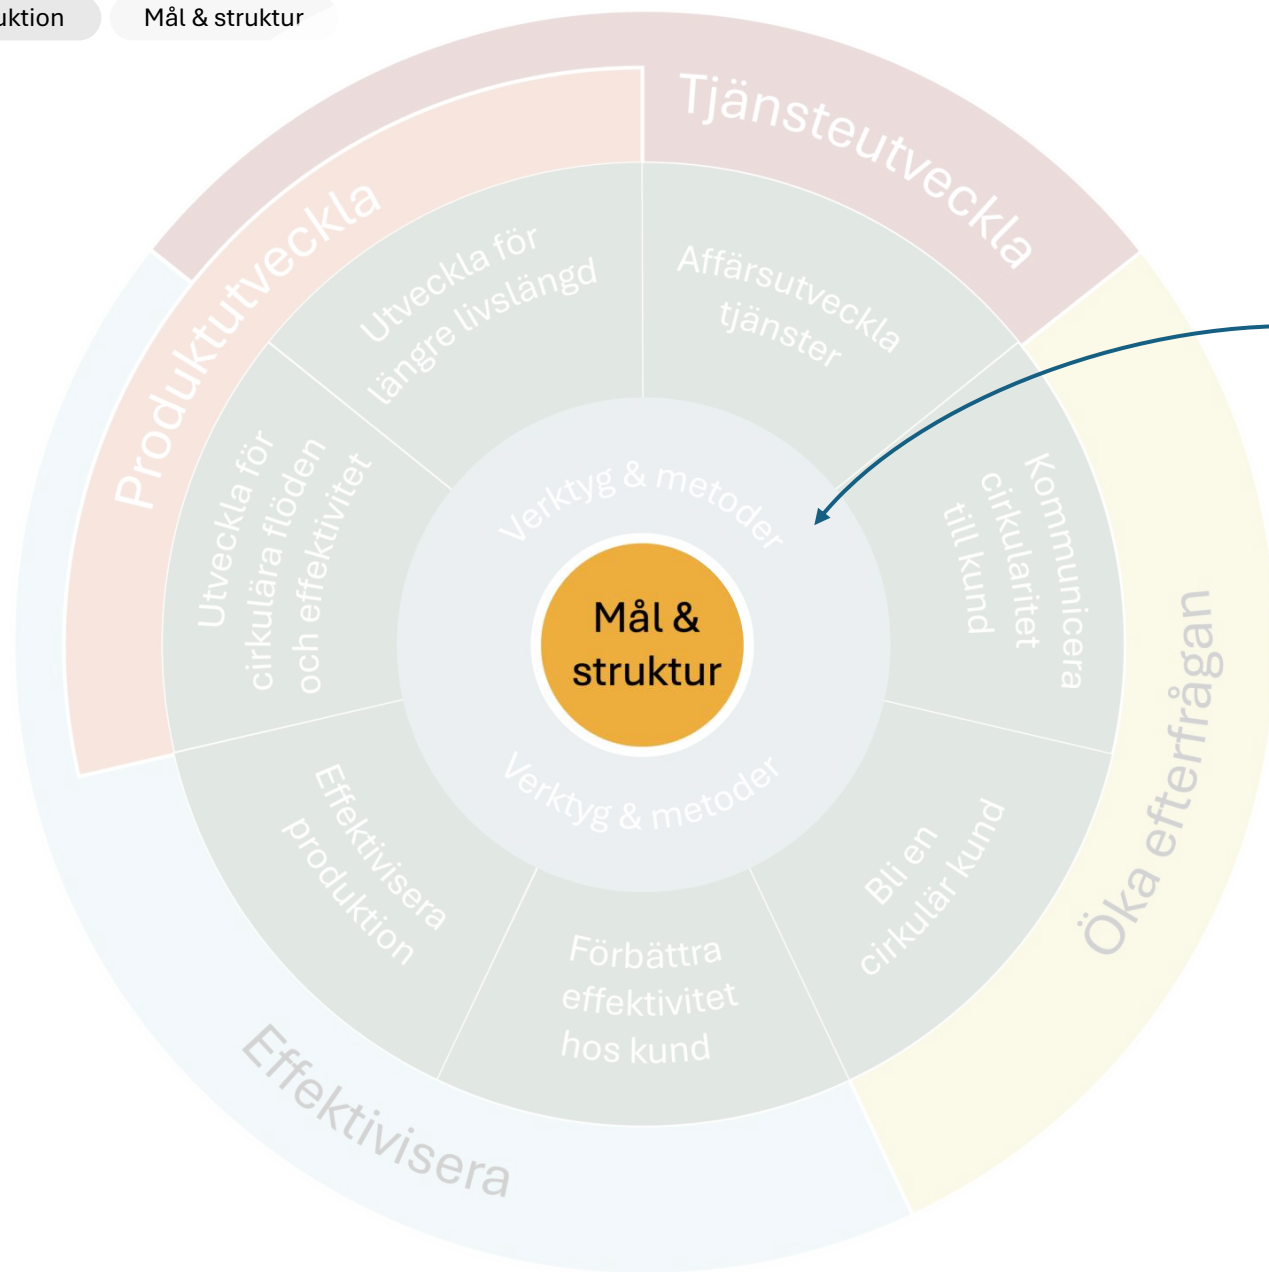 uktion
Mål & struktur
Tjänsteutveckla
Produktutveckla
Utveckla för
längre livslängd
Affärsutveckla
tjänster
Utveckla för
cirkulära flöden
och effektivitet
Verktyg & metoder
Kommunicera
cirkularitet
till kund
Mål &
struktur
Öka efterfrågan
Verktyg & metoder
Effektivisera
produktion
Bli en
cirkulär kund
Förbättra
effektivitet
hos kund
Effektivisera